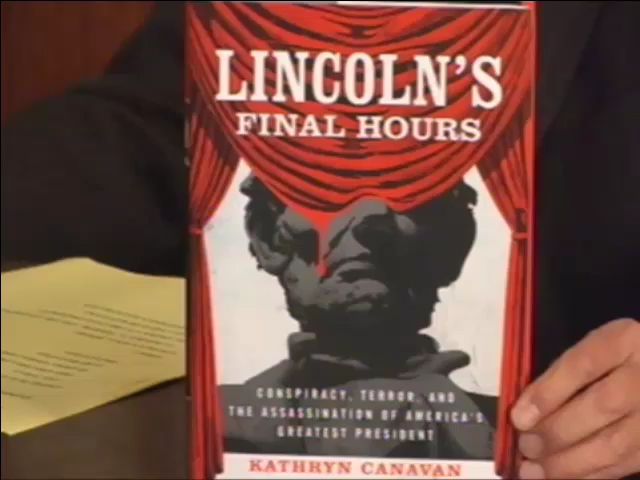 LINCOLN'S
FINAL HOURS
CONSPIRACY, TERROR, AND
THE ASSASSINATION OF AMERICA'S
GREATEST PRESIDENT
KATHRYN CANAVAN